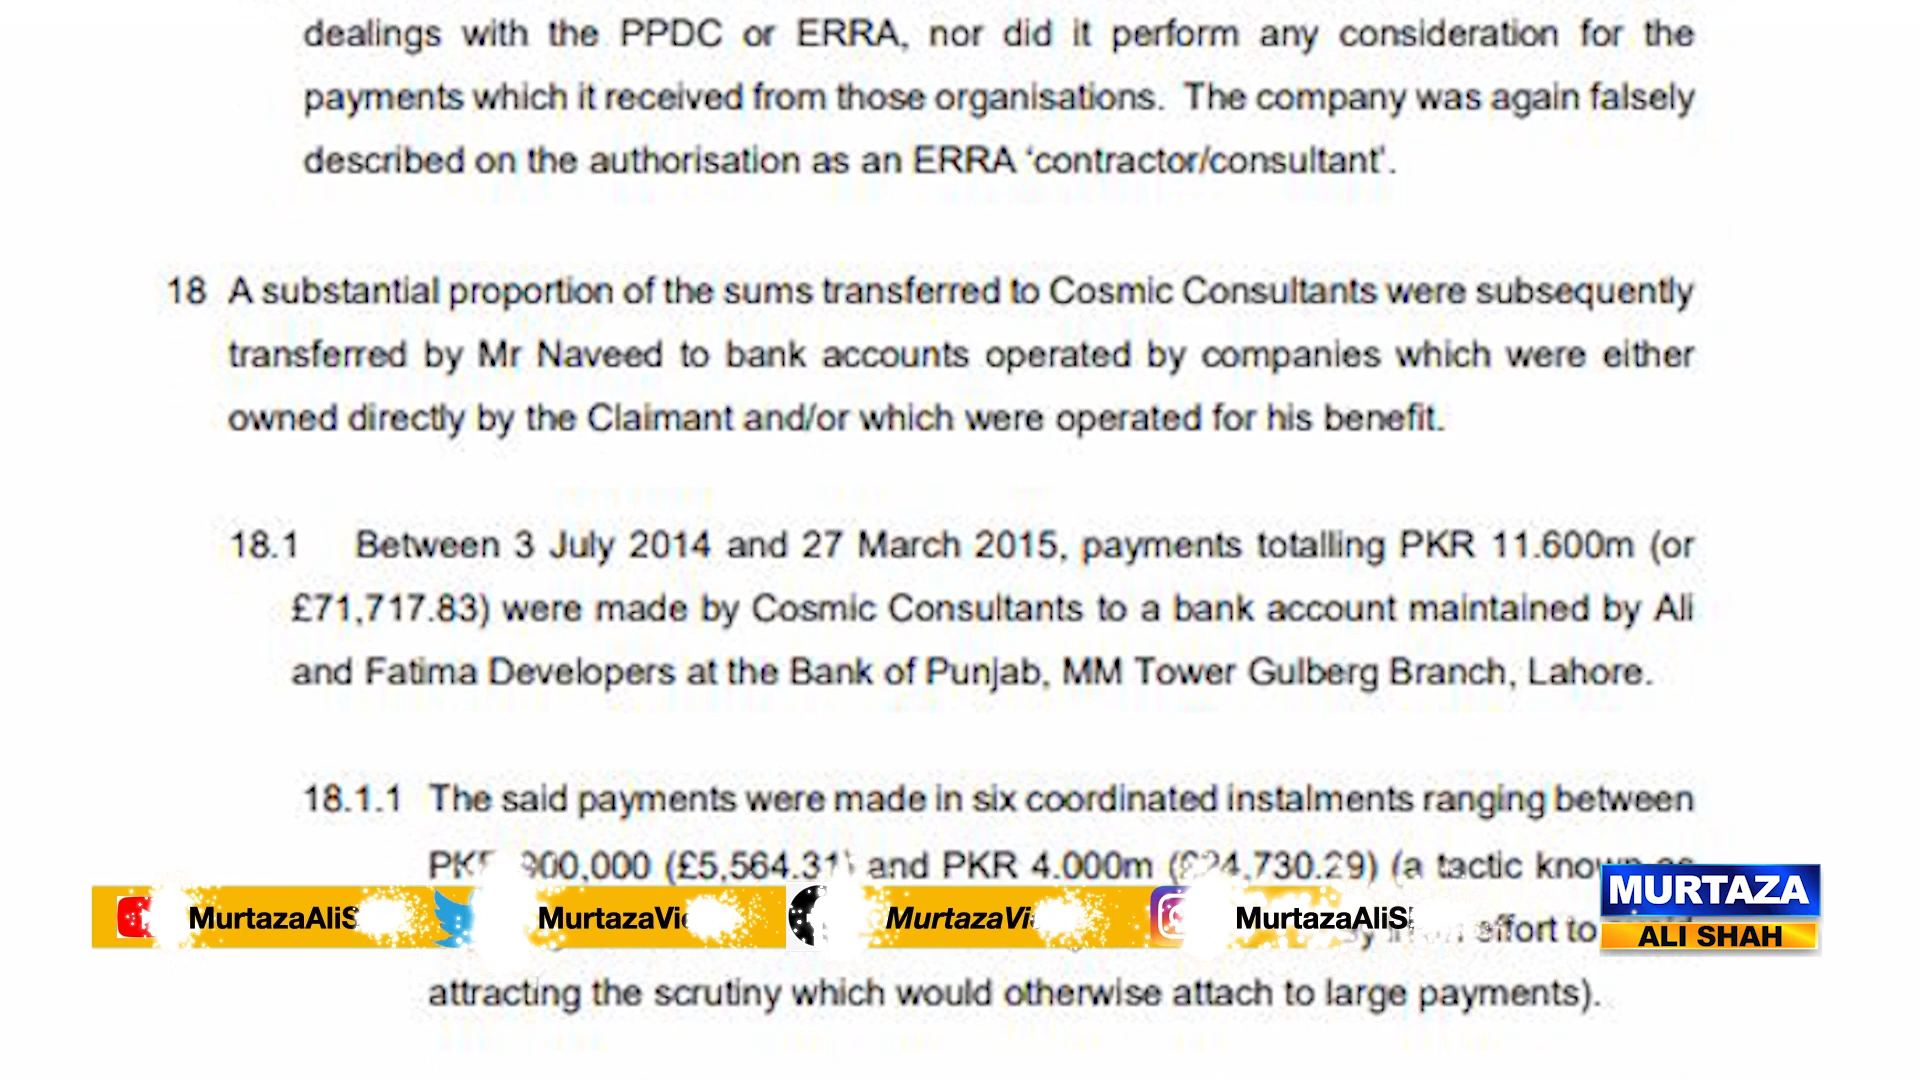 dealings with the PPDC or ERRA, nor did it perform any consideration for the
payments which it received from those organisations. The company was again falsely
described on the authorisation as an ERRA ‘contractor/consultant’.
18 A substantial proportion of the sums transferred to Cosmic Consultants were subsequently
transferred by Mr Naveed to bank accounts operated by companies which were either
owned directly by the Claimant and/or which were operated for his benefit.
18.1 Between 3 July 2014 and 27 March 2015, payments totalling PKR 11.600m (or
£71,717.83) were made by Cosmic Consultants to a bank account maintained by Ali
and Fatima Developers at the Bank of Punjab, MM Tower Gulberg Branch, Lahore.
18.1.1 The said payments were made in six coordinated instalments ranging between
(£5,564.31) and PKR 4.000m (£24,730.29) (a tactic
effort to
attracting the scrutiny which would otherwise attach to large payments).
MurtazaAliS MurtazaVi MurtazaVi MurtazaAliS
MURTAZA
ALI SHAH